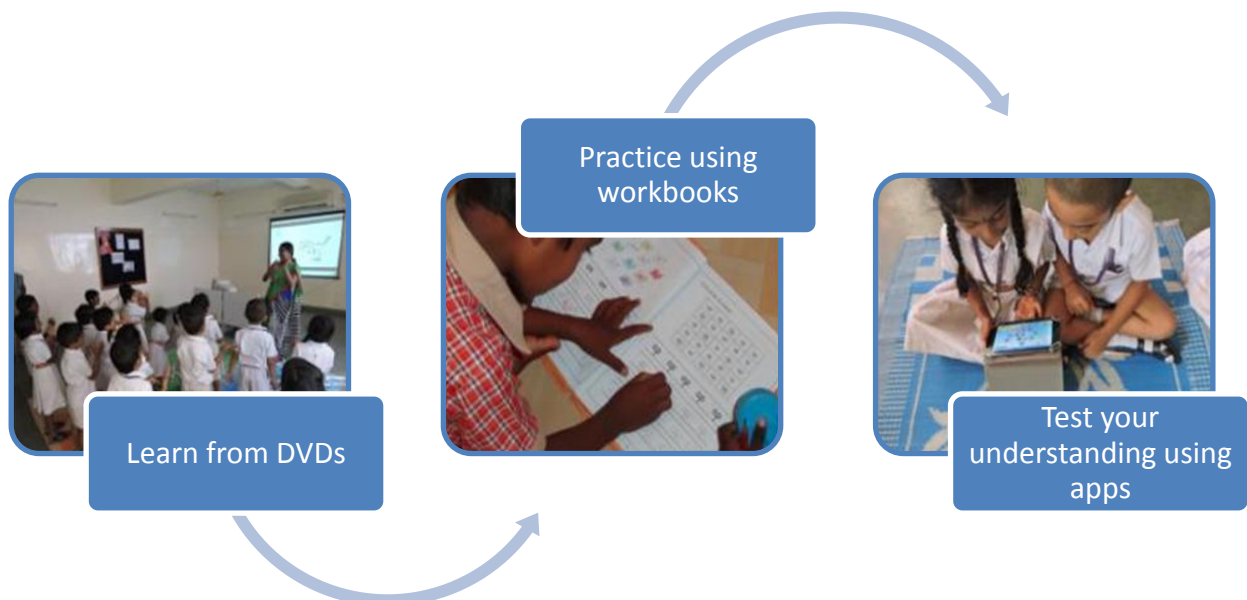 Learn from DVDs
Practice using
workbooks
Test your
understanding using
apps